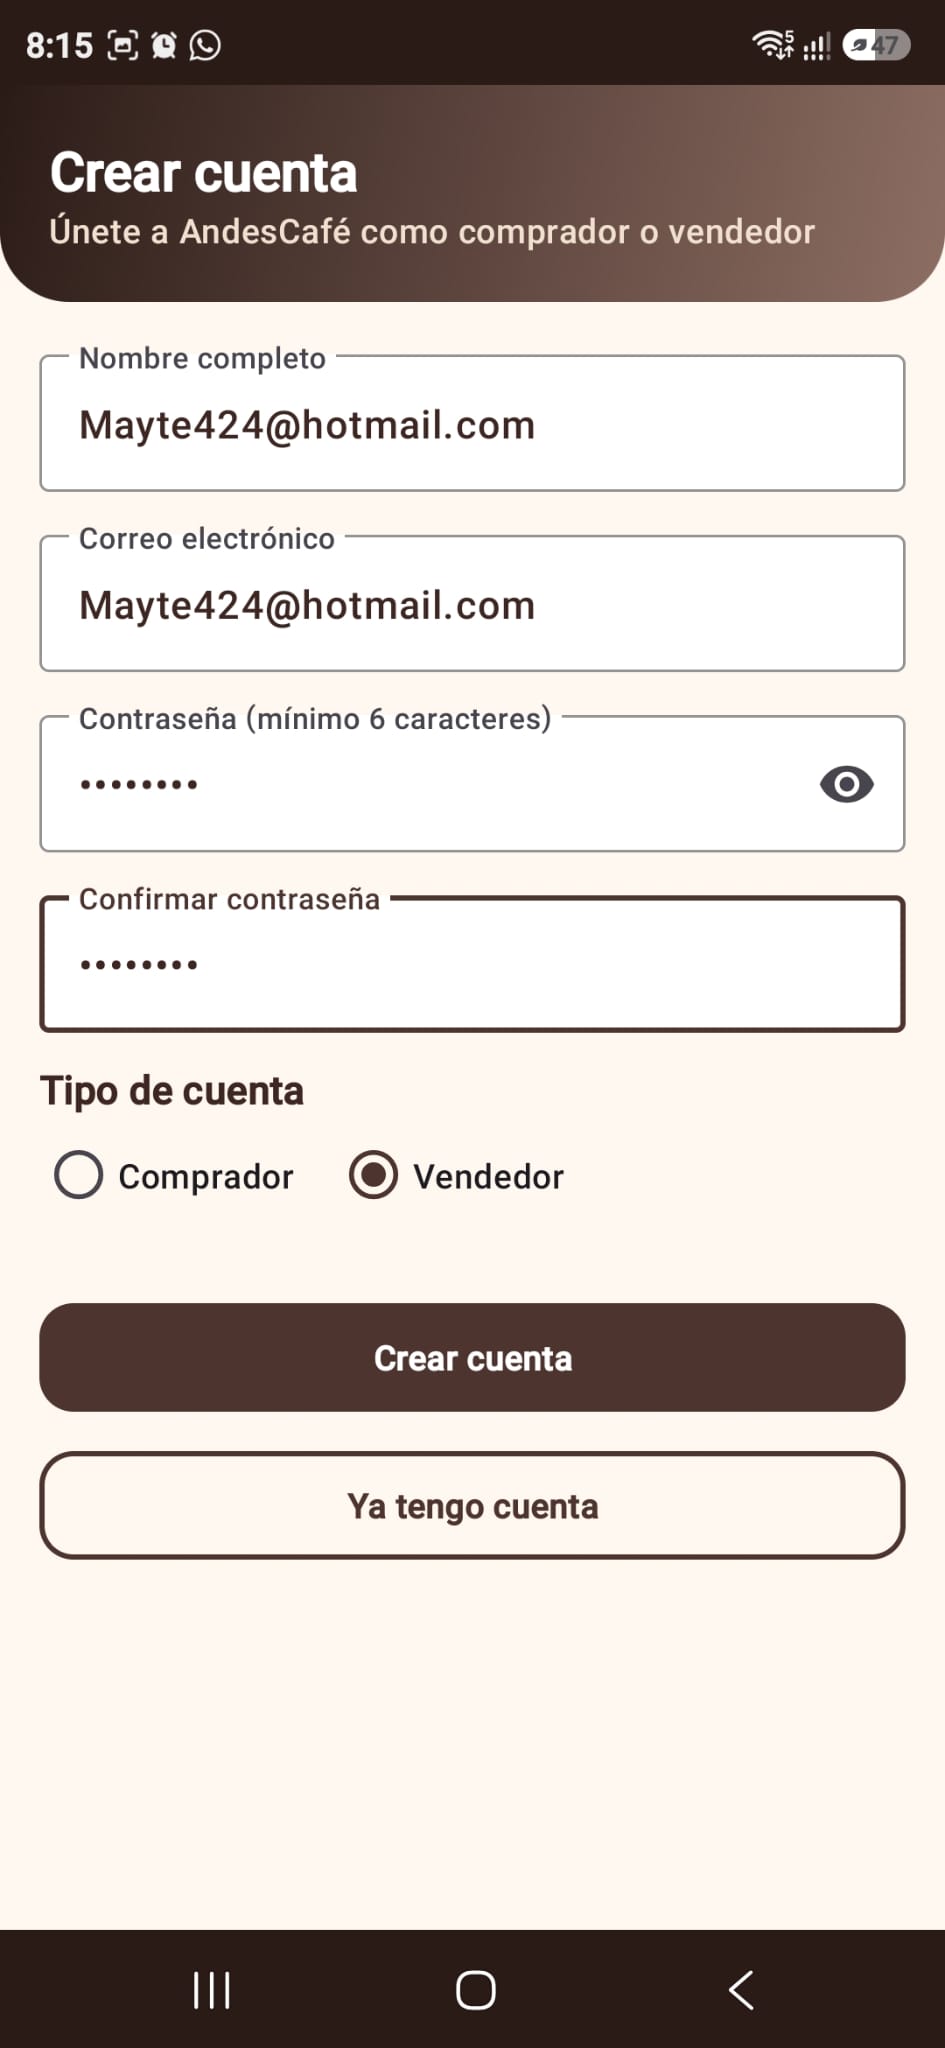 8:15
5
47
Crear cuenta
Únete a AndesCafé como comprador o vendedor
Nombre completo
Mayte424@hotmail.com
Correo electrónico
Mayte424@hotmail.com
Contraseña (mínimo 6 caracteres)
••••••••
Confirmar contraseña
••••••••
Tipo de cuenta
Comprador Vendedor
Crear cuenta
Ya tengo cuenta